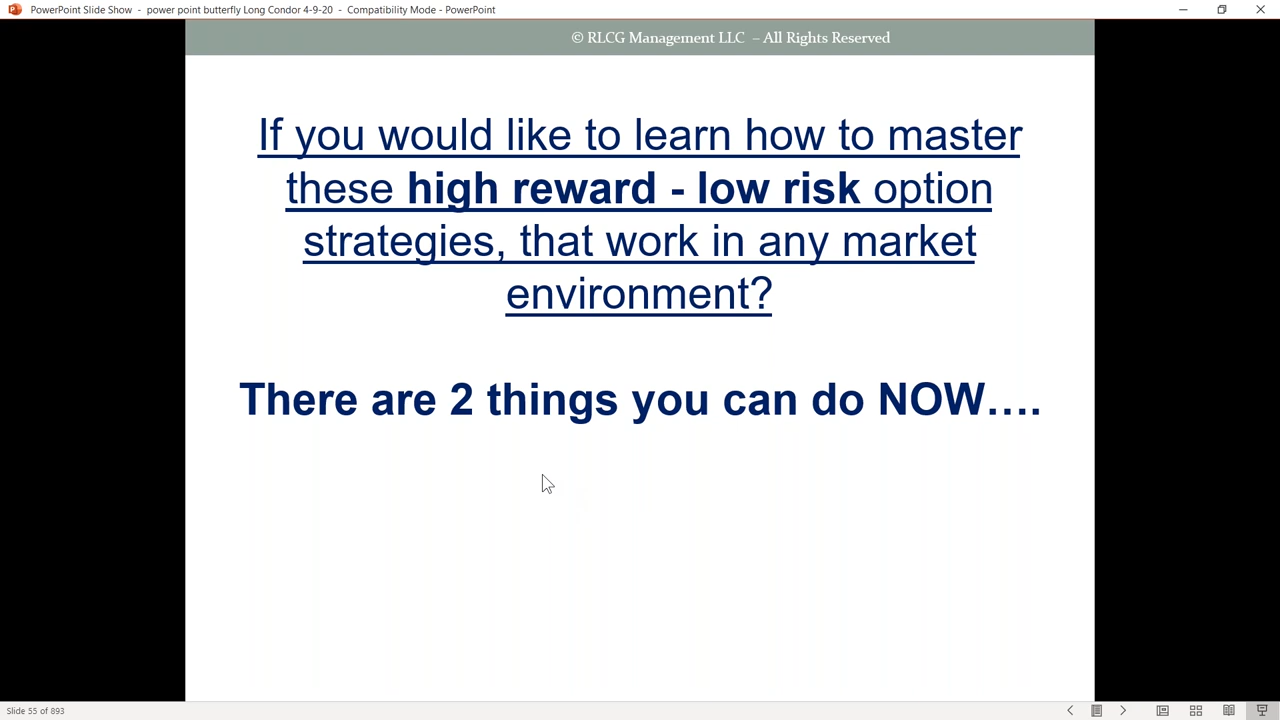 PowerPoint Slide Show - power point butterfly Long Condor 4-9-20 - Compatibility Mode - PowerPoint
© RLCG Management LLC – All Rights Reserved
If you would like to learn how to master
these high reward - low risk option
strategies, that work in any market
environment?
There are 2 things you can do NOW….
Slide 55 of 893